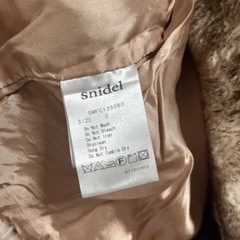 snidel
SWFC135080
SIZE 0
Do Not Wash
Do Not Bleach
Do Not Iron
Dryclean
Hang Dry
Do Not Tumble Dry